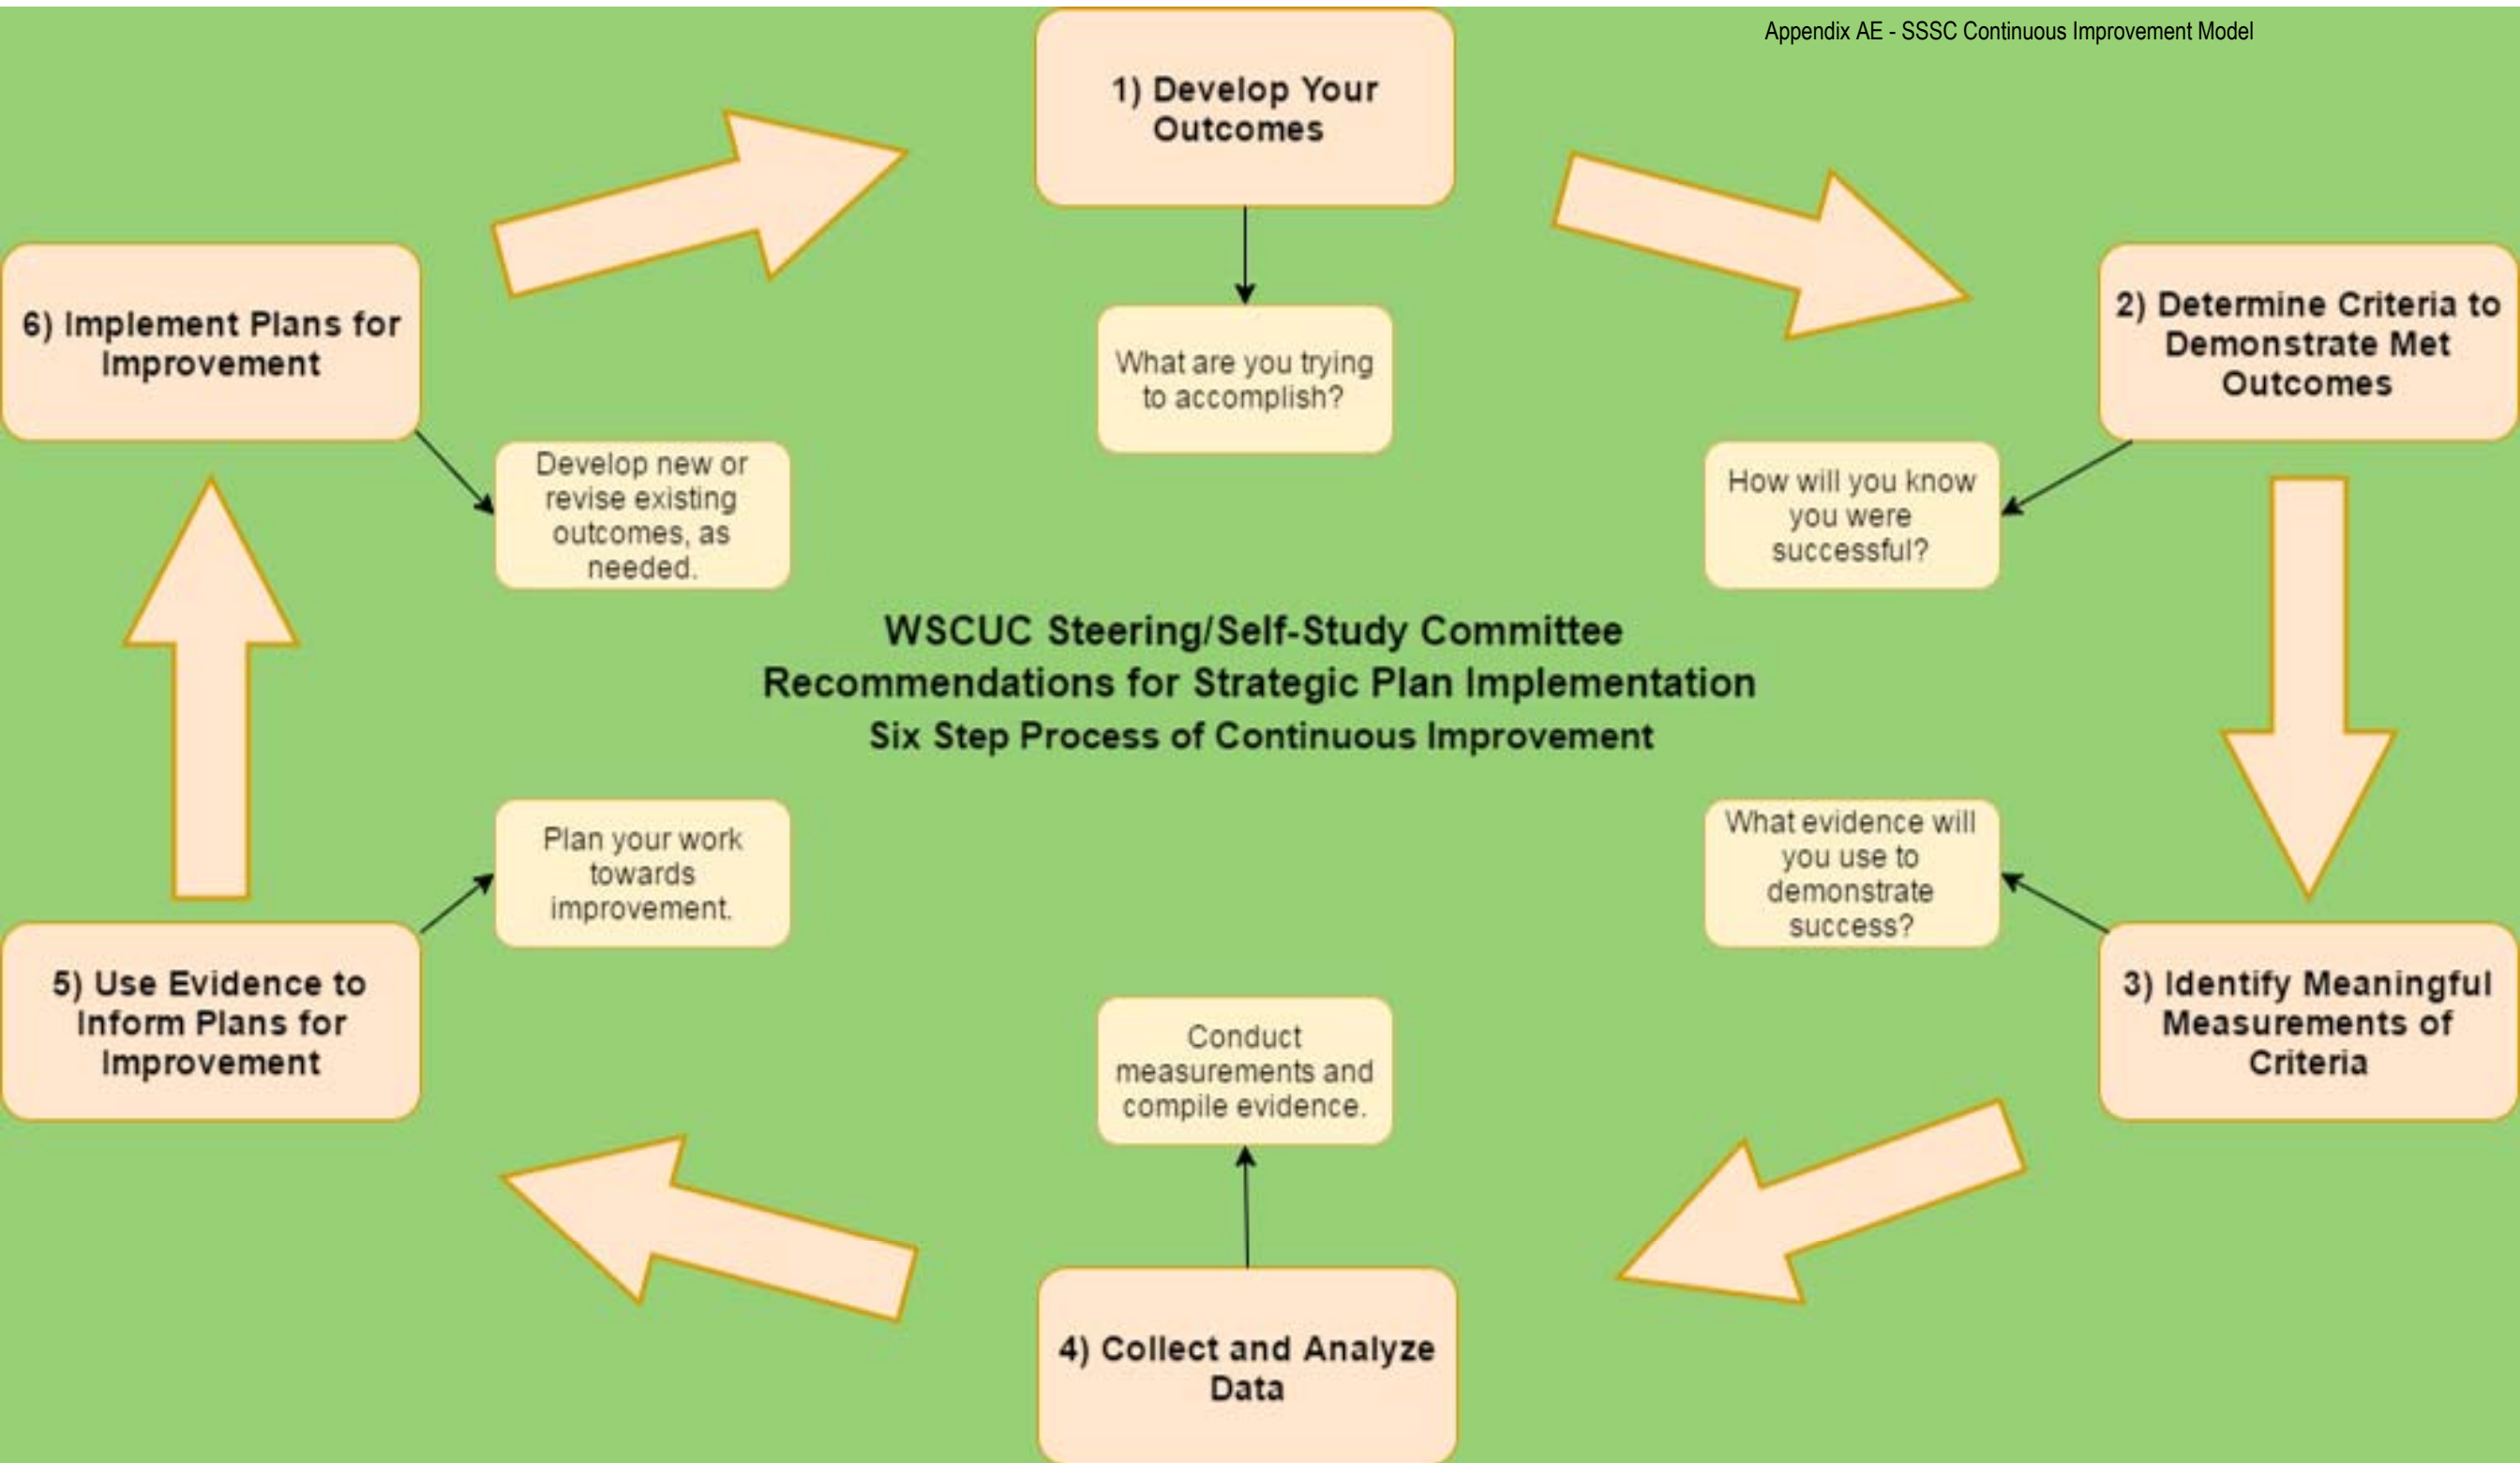 Appendix AE - SSSC Continuous Improvement Model
1) Develop Your
Outcomes
What are you trying
to accomplish?
2) Determine Criteria to
Demonstrate Met
Outcomes
How will you know
you were
successful?
WSCUC Steering/Self-Study Committee
Recommendations for Strategic Plan Implementation
Six Step Process of Continuous Improvement
3) Identify Meaningful
Measurements of
Criteria
What evidence will
you use to
demonstrate
success?
4) Collect and Analyze
Data
Conduct
measurements and
compile evidence.
5) Use Evidence to
Inform Plans for
Improvement
Plan your work
towards
improvement.
6) Implement Plans for
Improvement
Develop new or
revise existing
outcomes, as
needed.